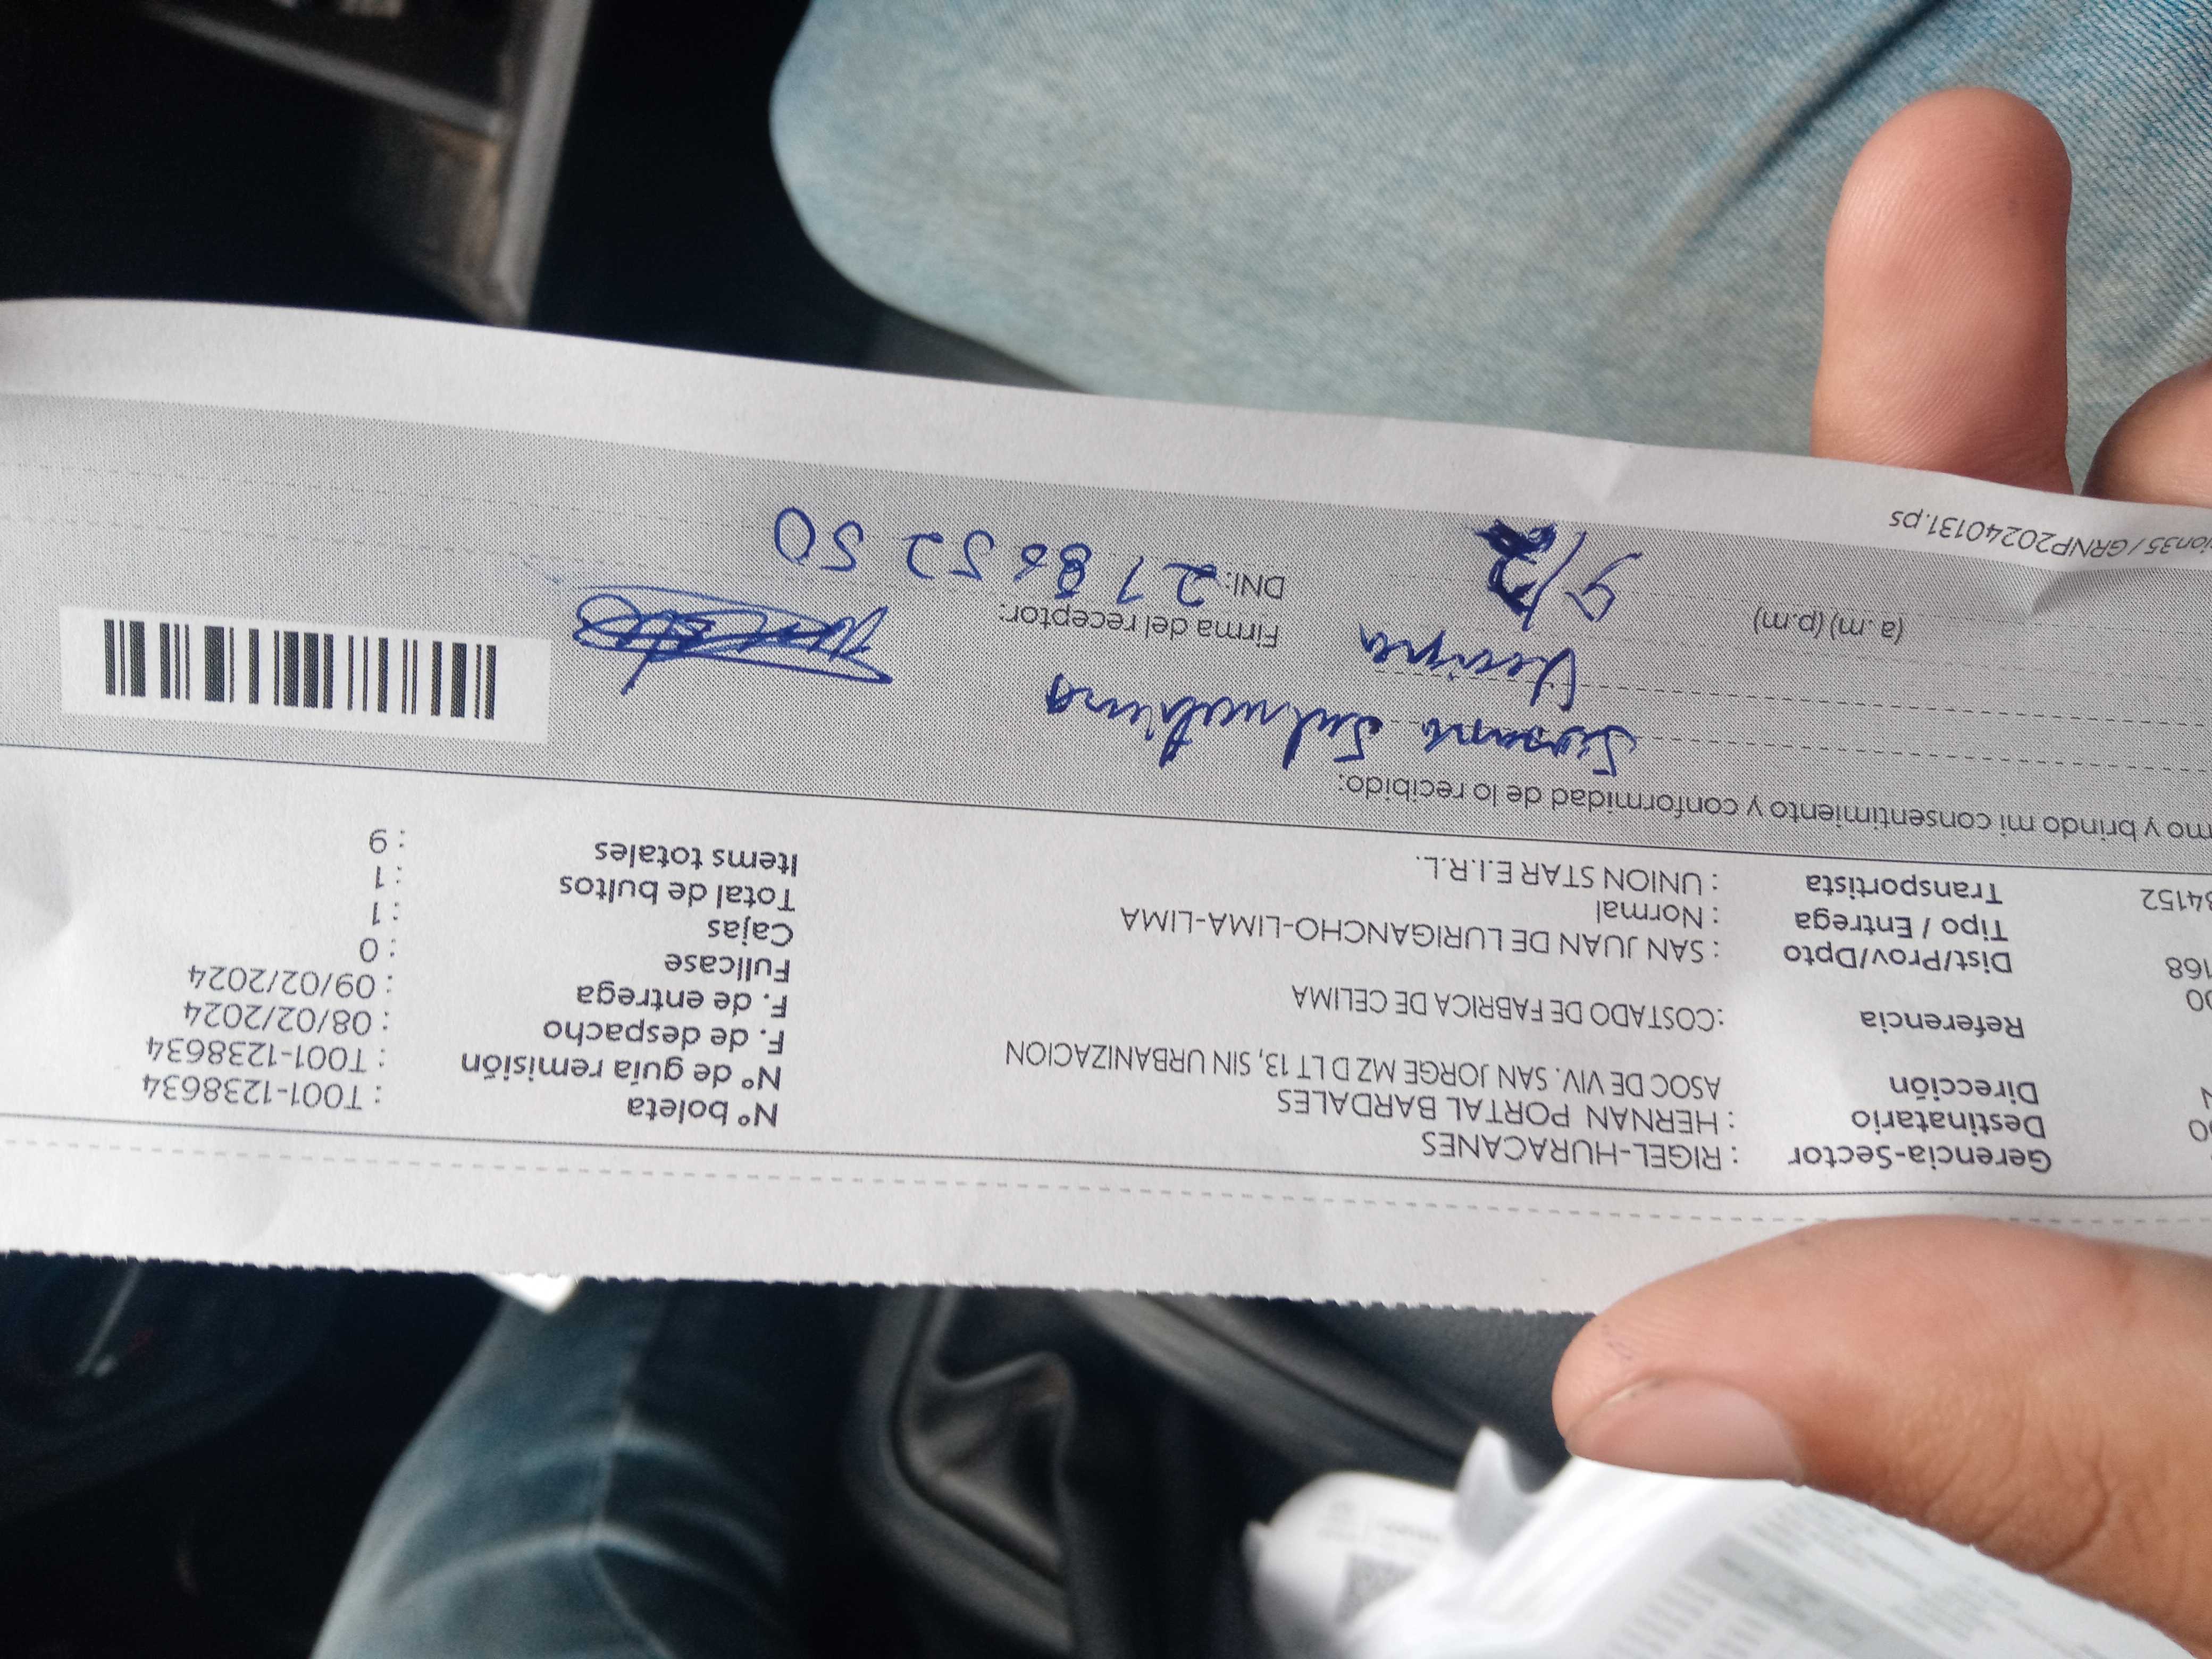 Gerencia-Sector : RIGEL-HURACANES
Destinatario : HERNAN PORTAL BARDALES
Dirección ASOC DE VIV. SAN JORGE MZ D LT 13, SIN URBANIZACION
Referencia :COSTADO DE FABRICA DE CELIMA
Dist/Prov/Dpto : SAN JUAN DE LURIGANCHO-LIMA-LIMA
Tipo / Entrega : Normal
34152 Transportista : UNION STAR E.I.R.L.
Nº boleta : T001-1238634
Nº de guía remisión : T001-1238634
F. de despacho : 08/02/2024
F. de entrega : 09/02/2024
Fullcase : 0
Cajas : 1
Total de bultos : 1
Items totales : 9
mo y brindo mi consentimiento y conformidad de lo recibido:
Vecina
Firma del receptor:
(a.m) (p.m) 9/2
DNI:
ion35 / GRNP20240131.ps